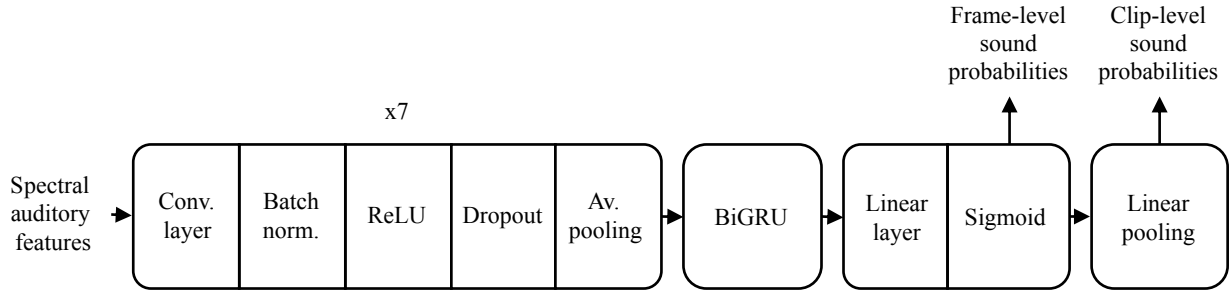 Frame-level
sound
probabilities
Clip-level
sound
probabilities
x7
Spectral
auditory
features
Conv.
layer
Batch
norm.
ReLU
Dropout
Av.
pooling
BiGRU
Linear
layer
Sigmoid
Linear
pooling